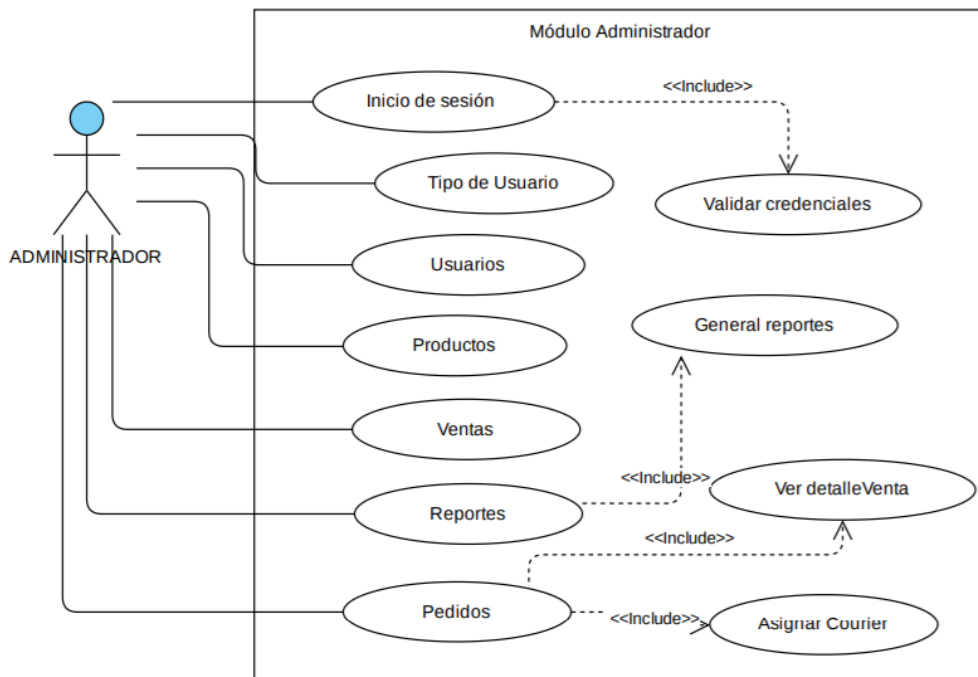 Módulo Administrador
Inicio de sesión
<<Include>>
Tipo de Usuario
Validar credenciales
ADMINISTRADOR
Usuarios
General reportes
Productos
Ventas
<<Include>>
Ver detalleVenta
Reportes
<<Include>>
Pedidos
<<Include>>
Asignar Courier